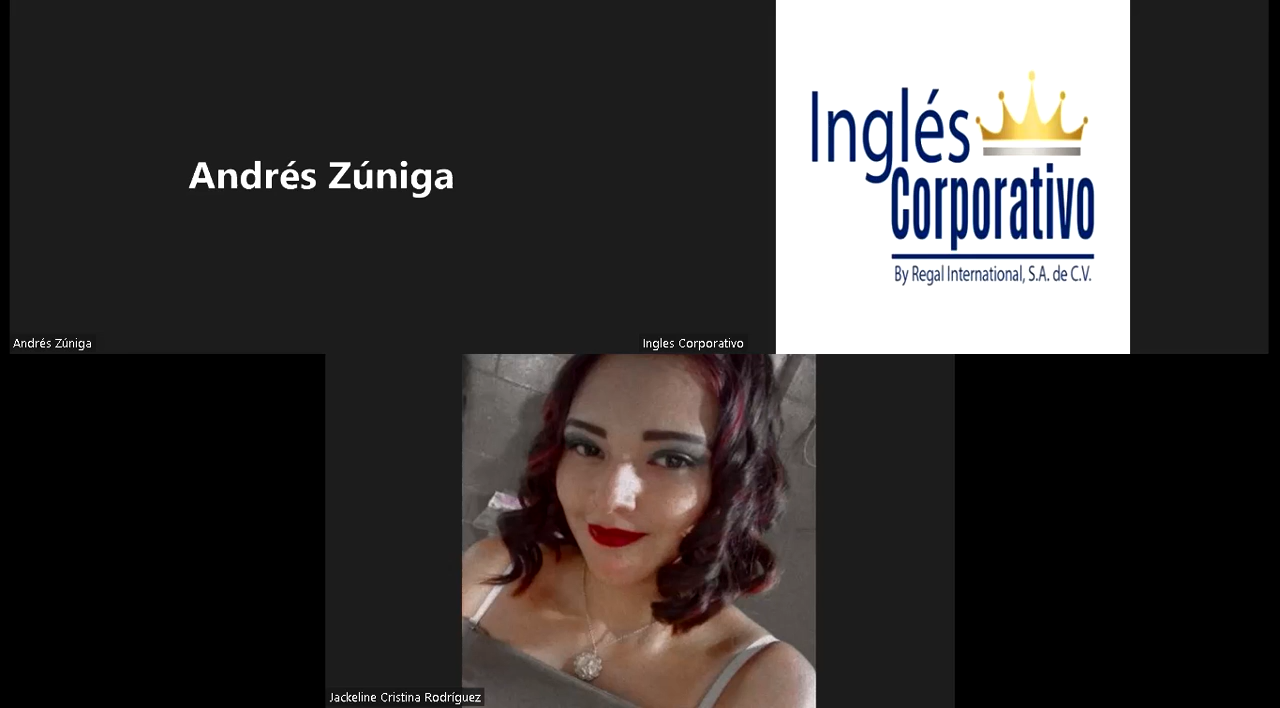 Andrés Zúniga
Andrés Zúniga
Inglés
Corporativo
By Regal International, S.A. de C.V.
Ingles Corporativo
Jackeline Cristina Rodríguez